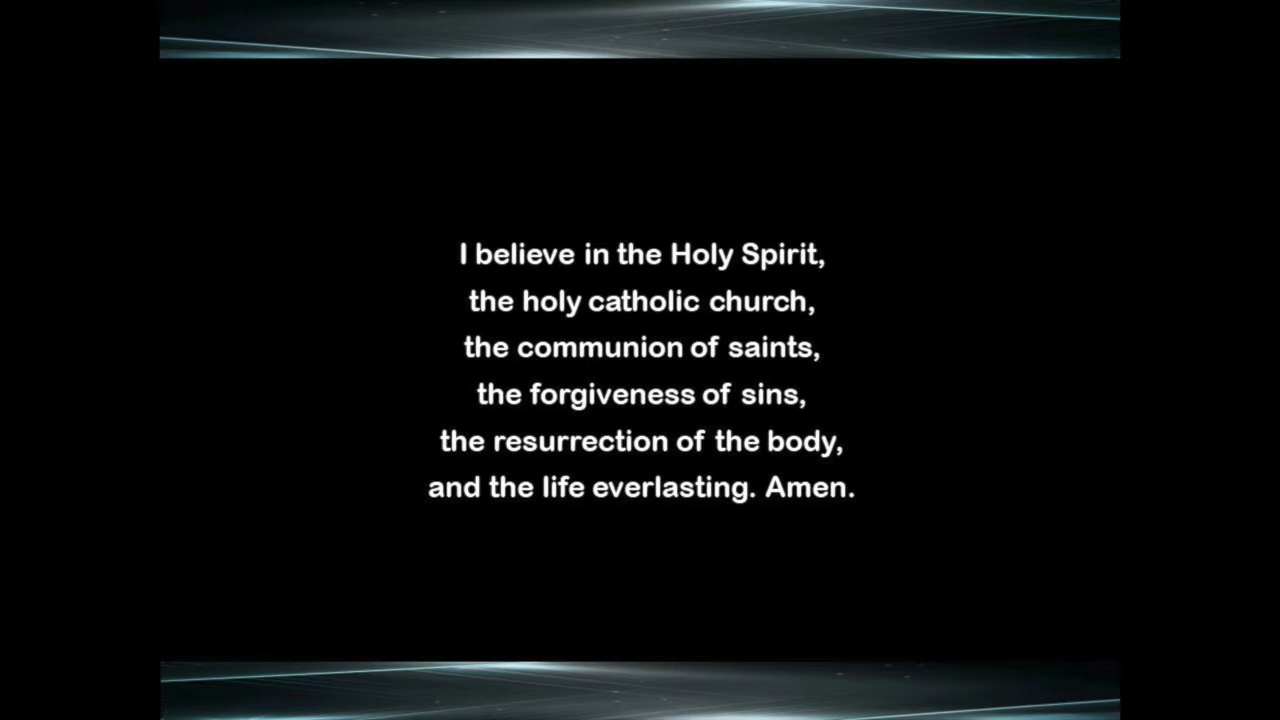 I believe in the Holy Spirit,
the holy catholic church,
the communion of saints,
the forgiveness of sins,
the resurrection of the body,
and the life everlasting. Amen.